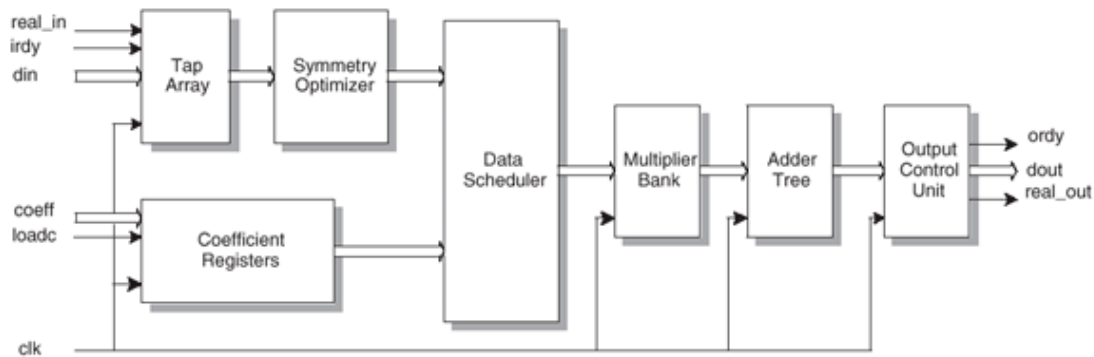 real_in
irdy
din
Tap
Array
Symmetry
Optimizer
Data
Scheduler
Multiplier
Bank
Adder
Tree
Output
Control
Unit
ordy
dout
real_out
coeff
loadc
Coefficient
Registers
clk